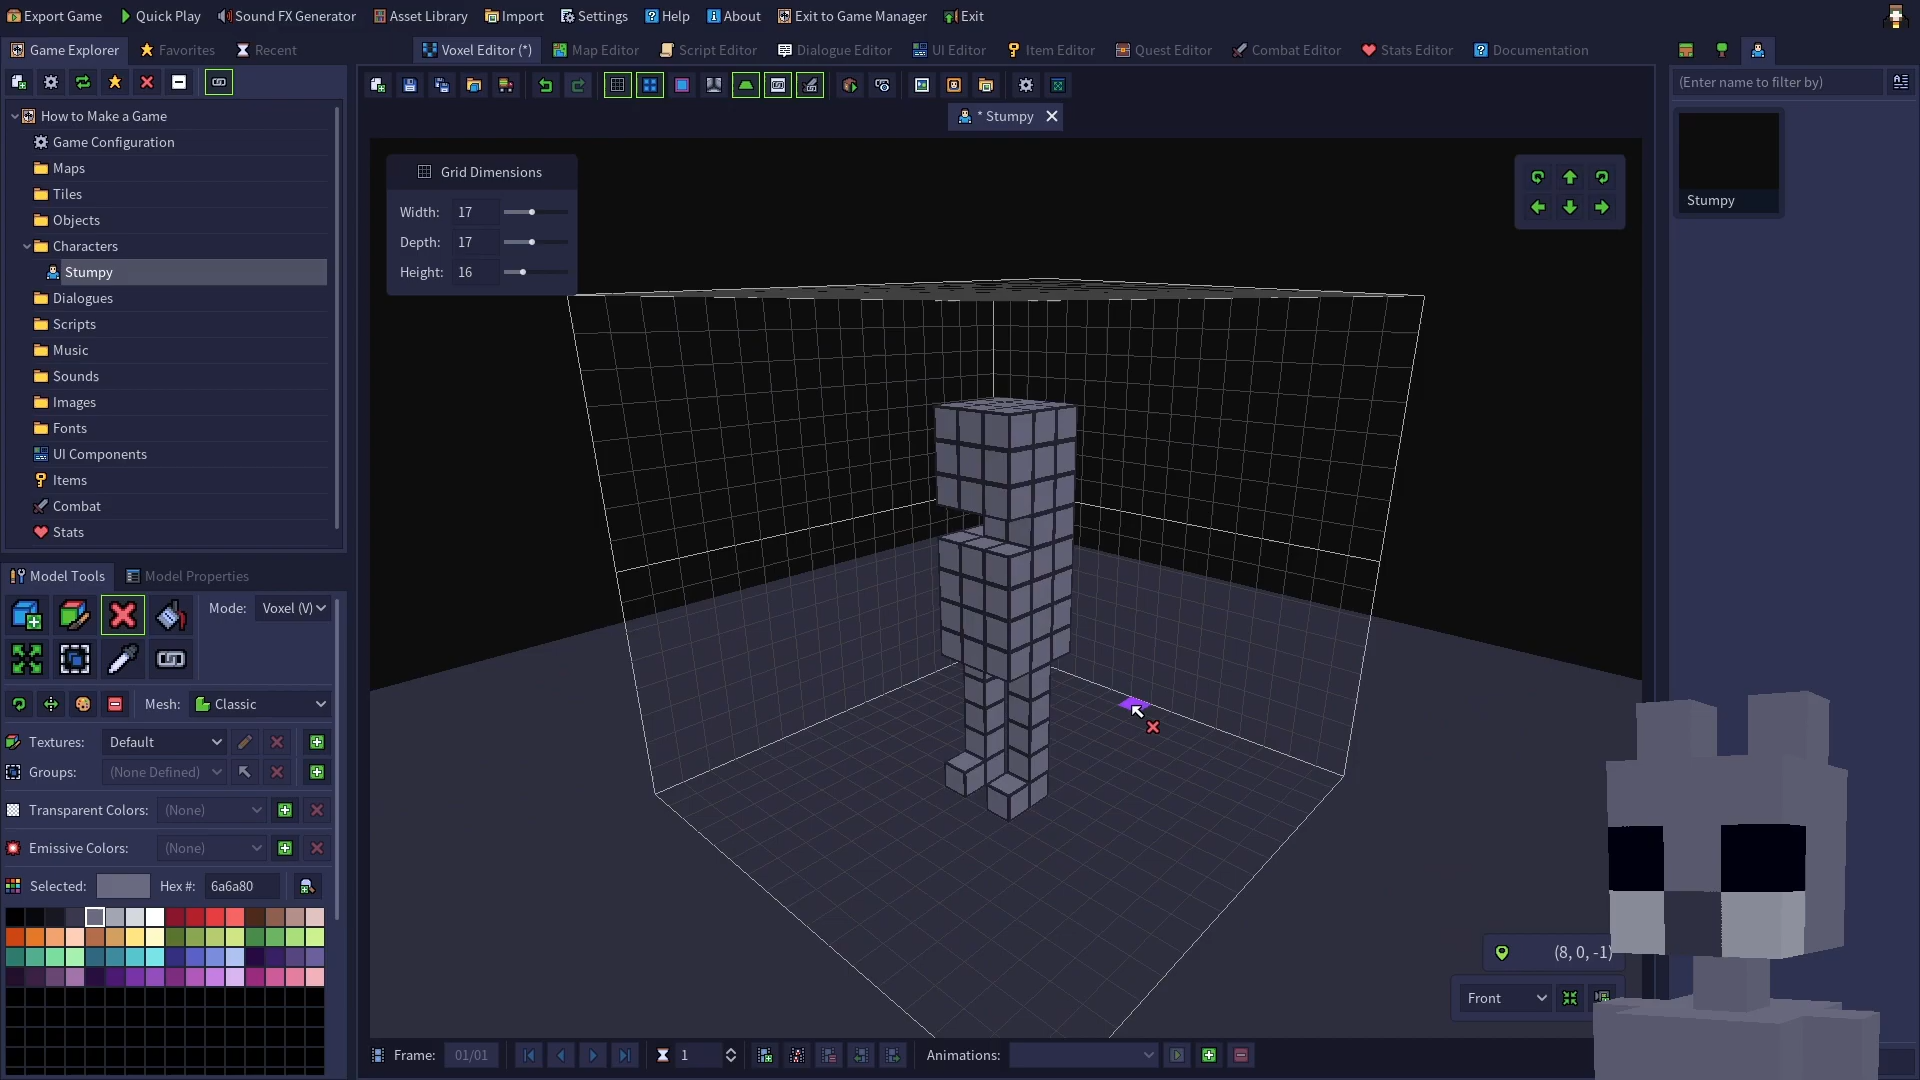 Export Game Quick Play Sound FX Generator Asset Library Import Settings Help About Exit to Game Manager Exit
Game Explorer Favorites Recent
Voxel Editor (*) Map Editor Script Editor Dialogue Editor UI Editor Item Editor Quest Editor Combat Editor Stats Editor Documentation
(Enter name to filter by)
* Stumpy
How to Make a Game
Game Configuration
Maps
Tiles
Objects
Characters
Stumpy
Dialogues
Scripts
Music
Sounds
Images
Fonts
UI Components
Items
Combat
Stats
Grid Dimensions
Width: 17
Depth: 17
Height: 16
Stumpy
Model Tools Model Properties
Mode: Voxel (V)
Mesh: Classic
Textures: Default
Groups: (None Defined)
Transparent Colors: (None)
Emissive Colors: (None)
Selected: Hex #: 6a6a80
(8, 0, -1)
Front
Frame: 01/01 1 Animations: